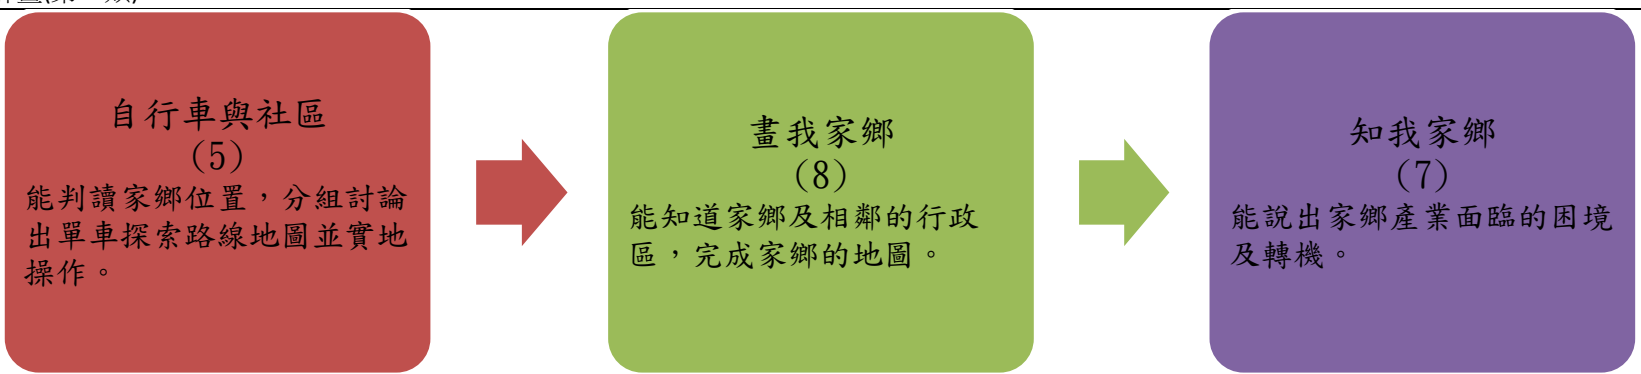 自行車與社區
(5)
能判讀家鄉位置，分組討論
出單車探索路線地圖並實地
操作。
畫我家鄉
(8)
能知道家鄉及相鄰的行政
區，完成家鄉的地圖。
知我家鄉
(7)
能說出家鄉產業面臨的困境
及轉機。